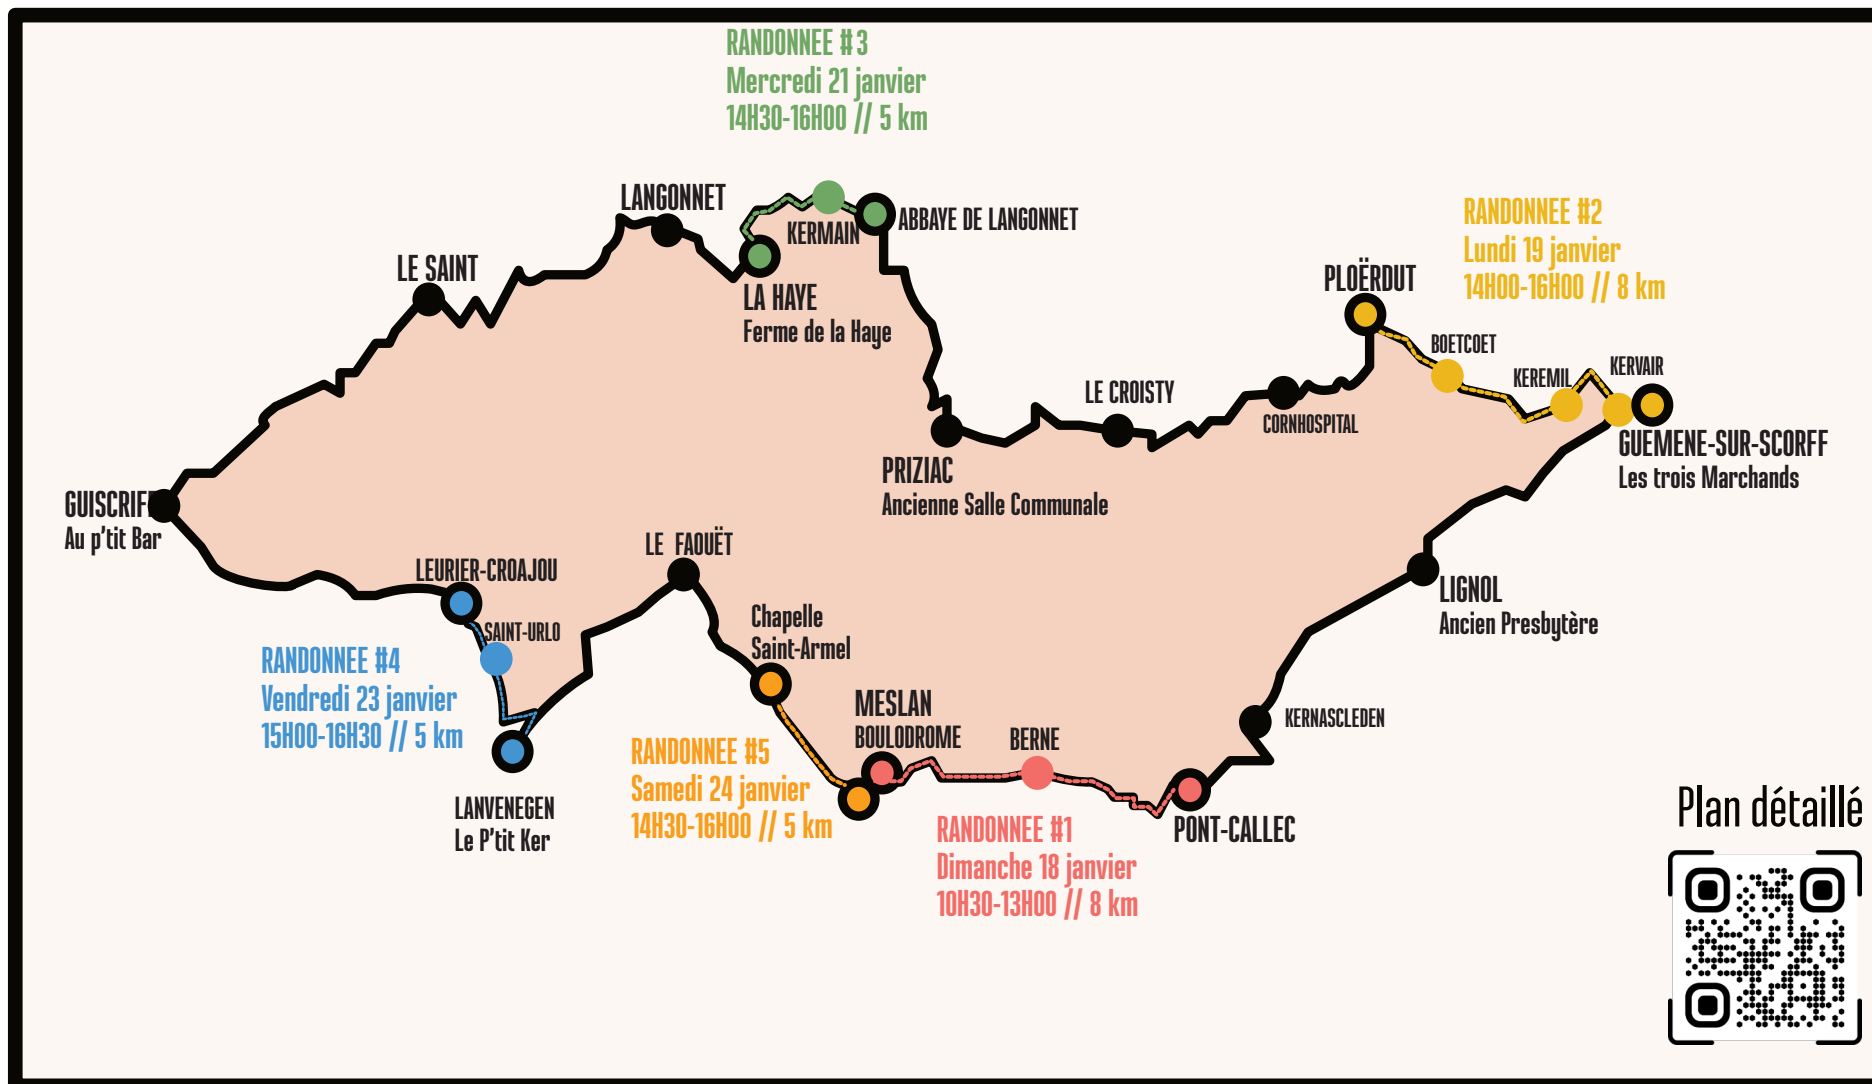 RANDONNEE #3
Mercredi 21 janvier
14H30-16H00 // 5 km
LANGONNET
KERMAIN
ABBAYE DE LANGONNET
RANDONNEE #2
Lundi 19 janvier
14H00-16H00 // 8 km
LE SAINT
LA HAYE
Ferme de la Haye
PLOËRDUT
BOETCOET
KEREMIL
KERVAIR
LE CROISTY
CORNHOSPITAL
GUEMENE-SUR-SCORFF
Les trois Marchands
PRIZIAC
Ancienne Salle Communale
GUISCRIFF
Au p'tit Bar
LE FAOUËT
LEURIER-CROAJOU
LIGNOL
Ancien Presbytère
SAINT-URLO
Chapelle
Saint-Armel
RANDONNEE #4
Vendredi 23 janvier
15H00-16H30 // 5 km
MESLAN
BOULODROME
BERNE
KERNASCLEDEN
RANDONNEE #5
Samedi 24 janvier
14H30-16H00 // 5 km
LANVENEGEN
Le P'tit Ker
RANDONNEE #1
Dimanche 18 janvier
10H30-13H00 // 8 km
PONT-CALLEC
Plan détaillé